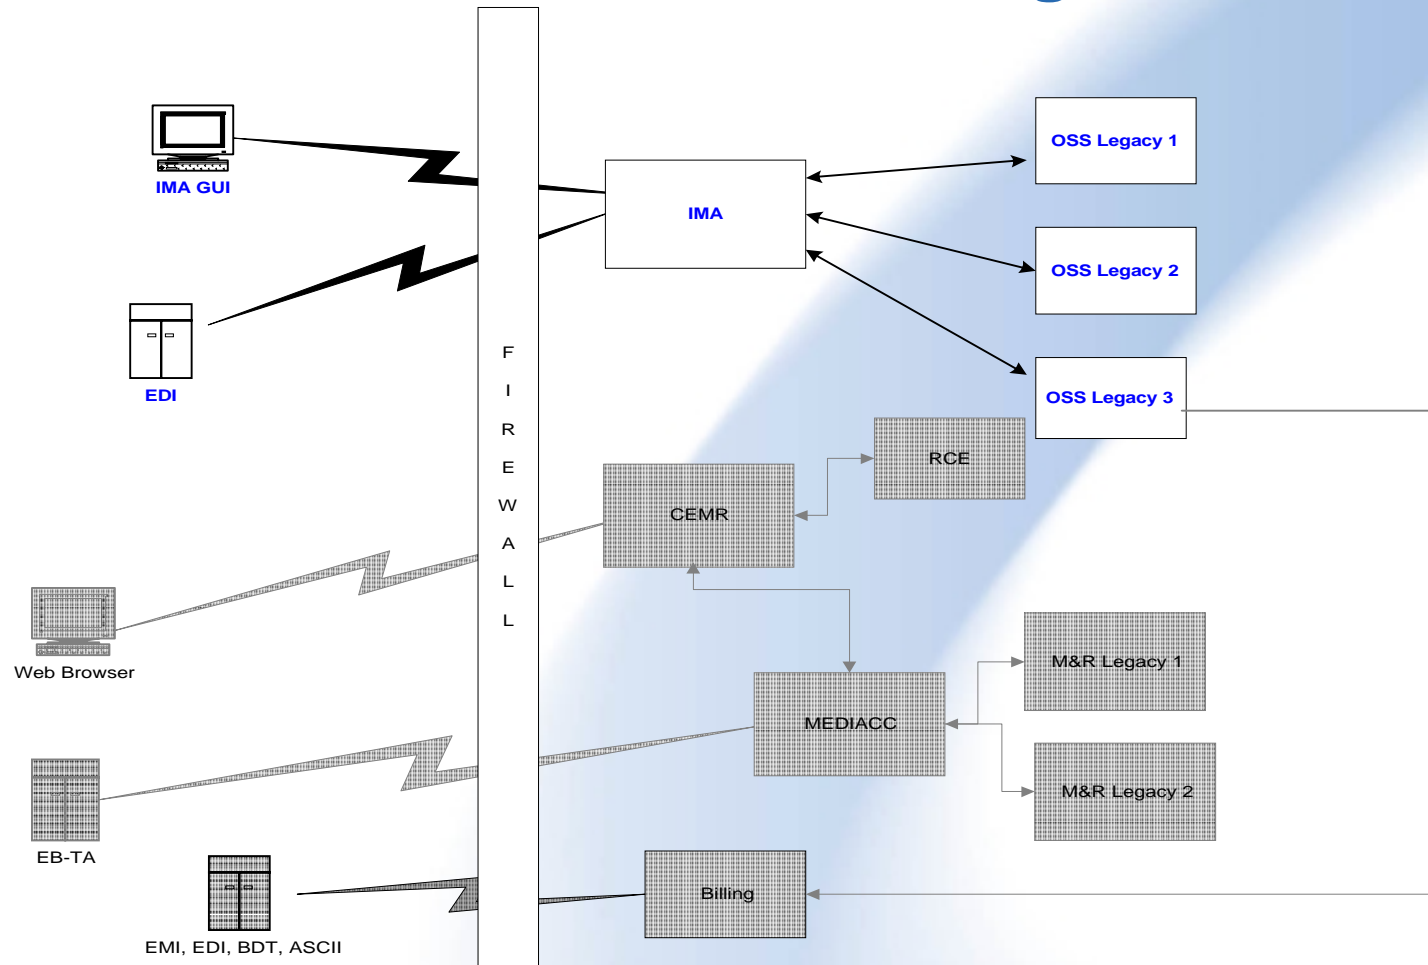 OSS Legacy 1
IMA GUI
IMA
OSS Legacy 2
EDI
OSS Legacy 3
F
I
R
E
W
A
L
L
RCE
CEMR
Web Browser
M&R Legacy 1
MEDIACC
M&R Legacy 2
EB-TA
Billing
EMI, EDI, BDT, ASCII